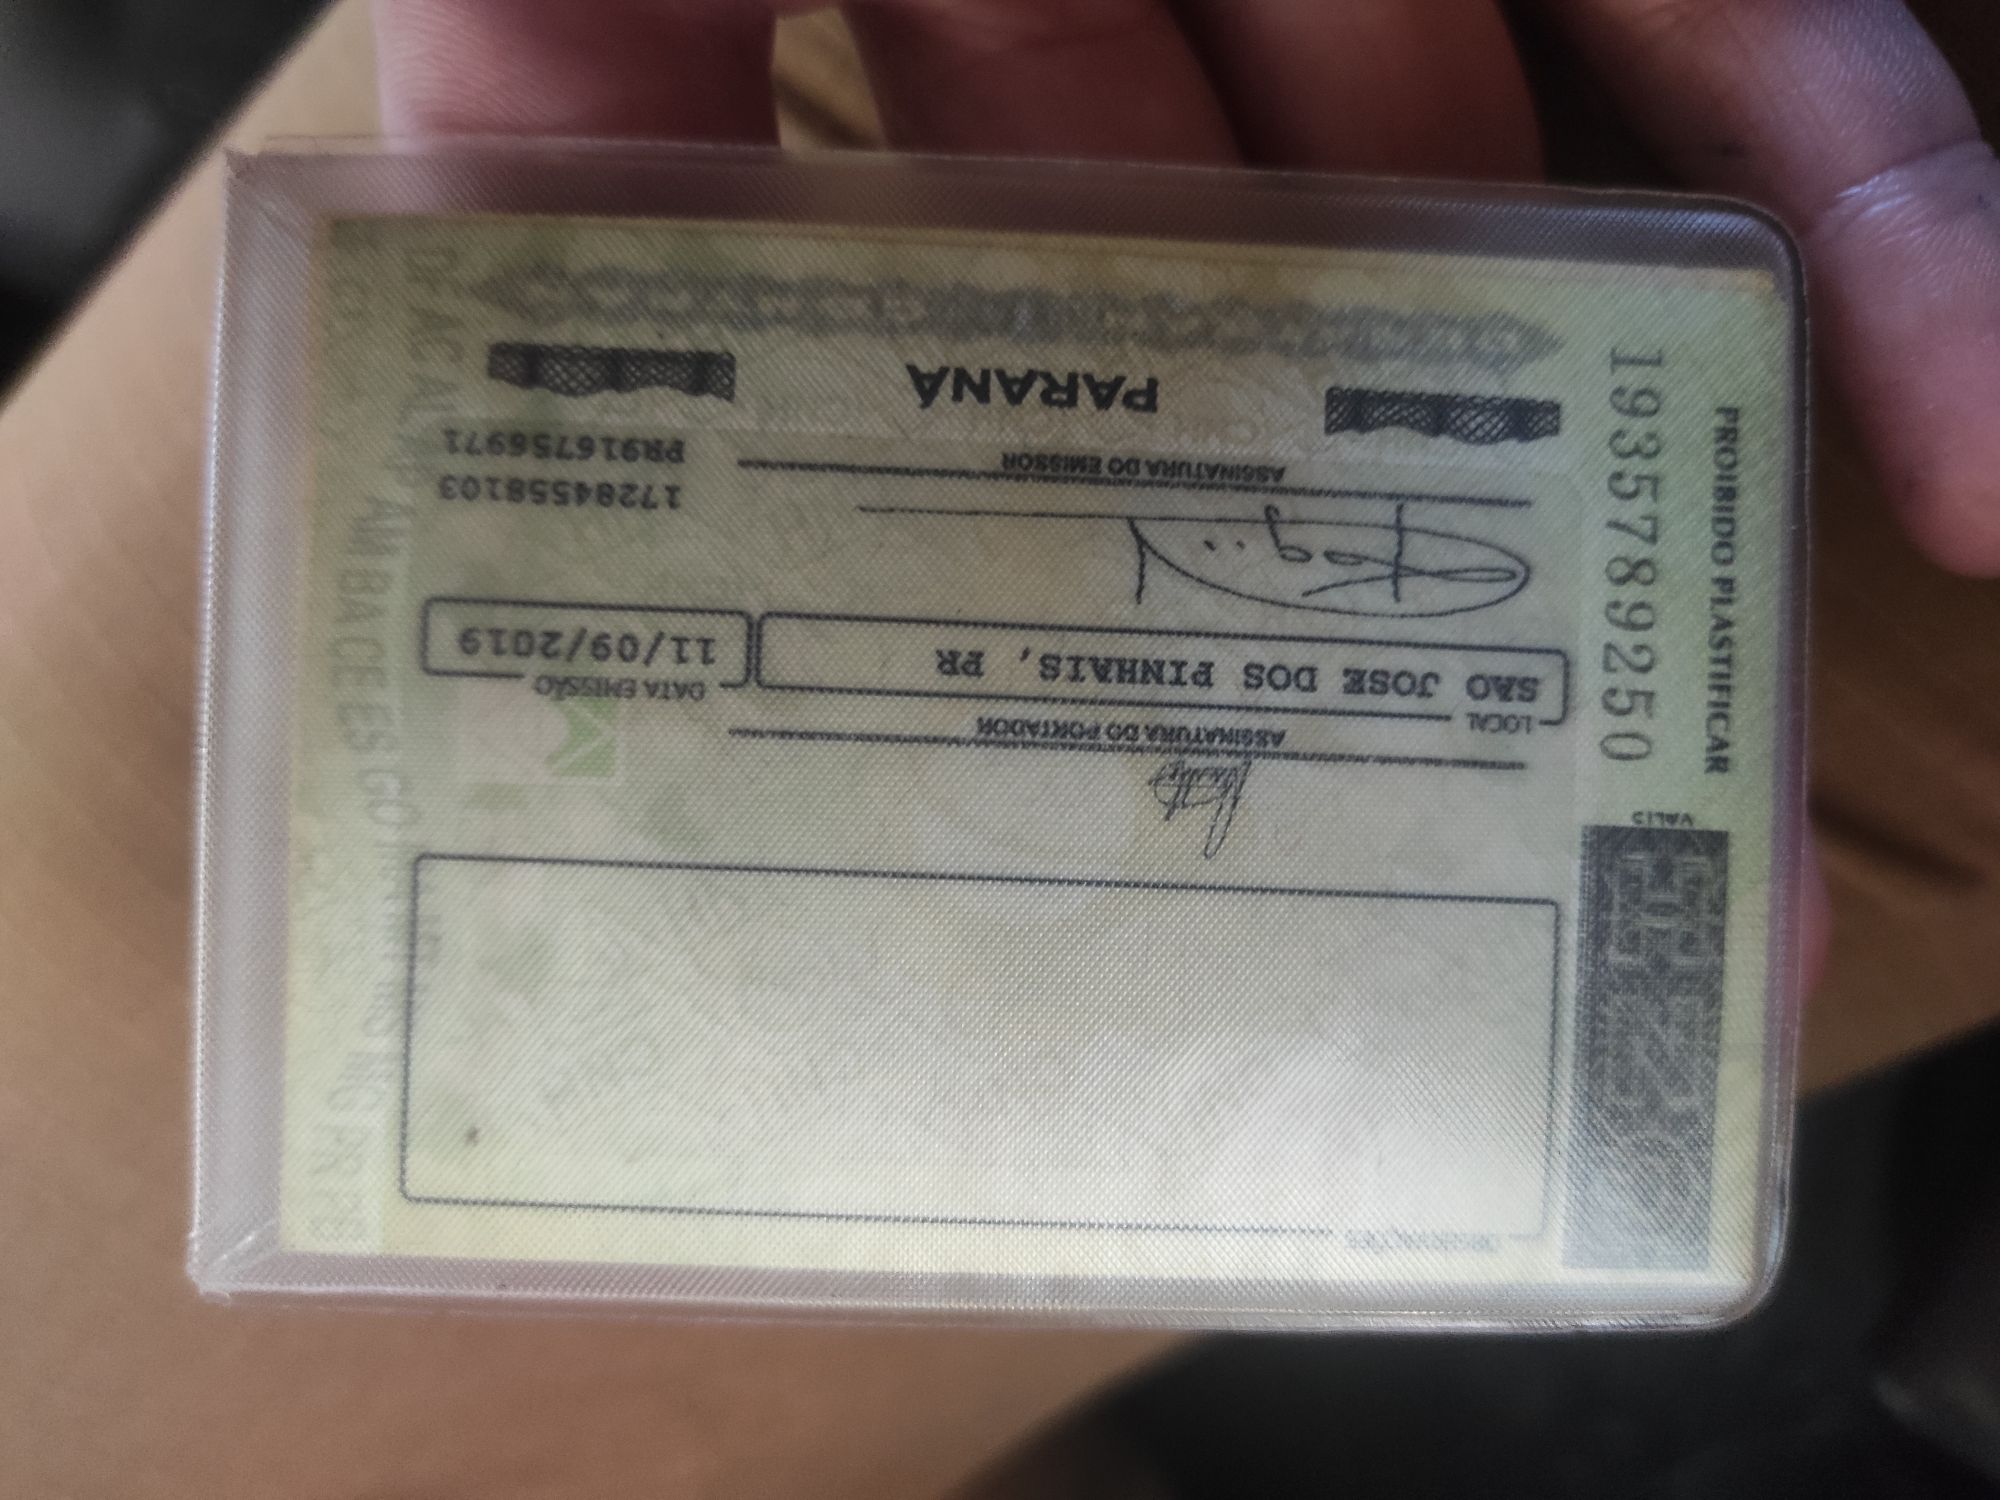 OBSERVAÇÕES
ASSINATURA DO PORTADOR
LOCAL
SAO JOSE DOS PINHAIS, PR
DATA EMISSÃO
11/09/2019
17284558103
PR916756971
ASSINATURA DO EMISSOR
PARANÁ
PROIBIDO PLASTIFICAR
1935789250
VALID